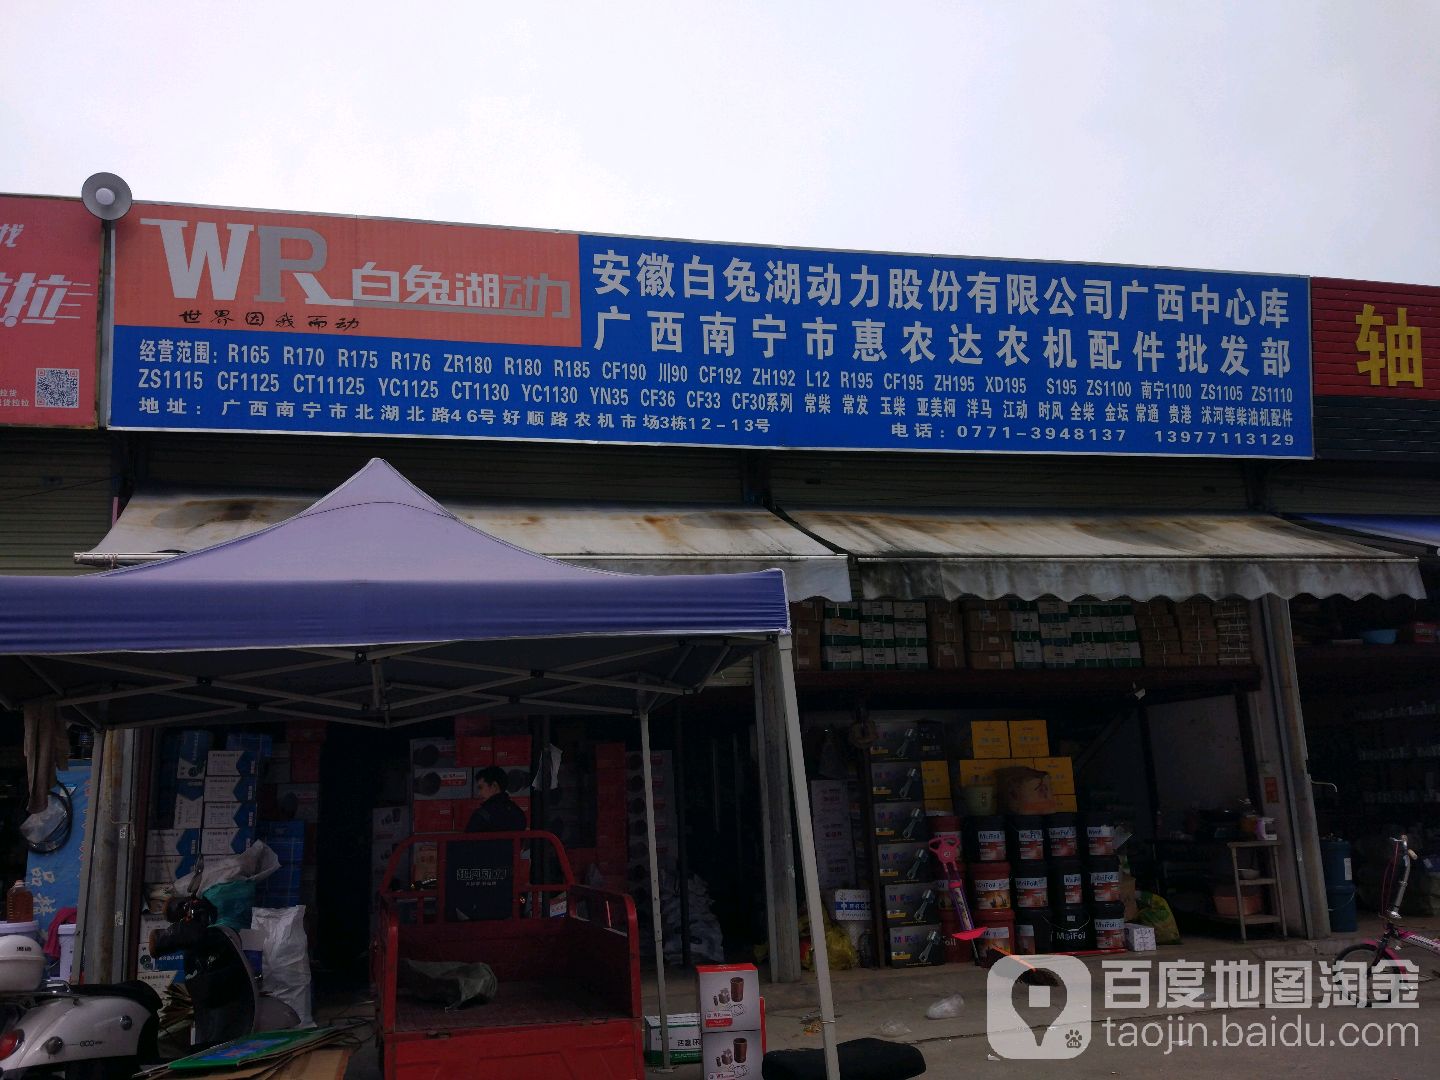 WR 白兔湖动力
世界因我而动
安徽白兔湖动力股份有限公司广西中心库
广西南宁市惠农达农机配件批发部
经营范围: R165 R170 R175 R176 ZR180 R180 R185 CF190 川90 CF192 ZH192 L12 R195 CF195 ZH195 XD195 S195 ZS1100 南宁1100 ZS1105 ZS1110
ZS1115 CF1125 CT11125 YC1125 CT1130 YC1130 YN35 CF36 CF33 CF30系列 常柴 常发 玉柴 亚美柯 洋马 江动 时风 全柴 金坛 常通 贵港 沭河等柴油机配件
地址: 广西南宁市北湖北路46号好顺路农机市场3栋12-13号 电话: 0771-3948137 13977113129
找
拉
轴
MeiFoil
百度地图淘金
taojin.baidu.com